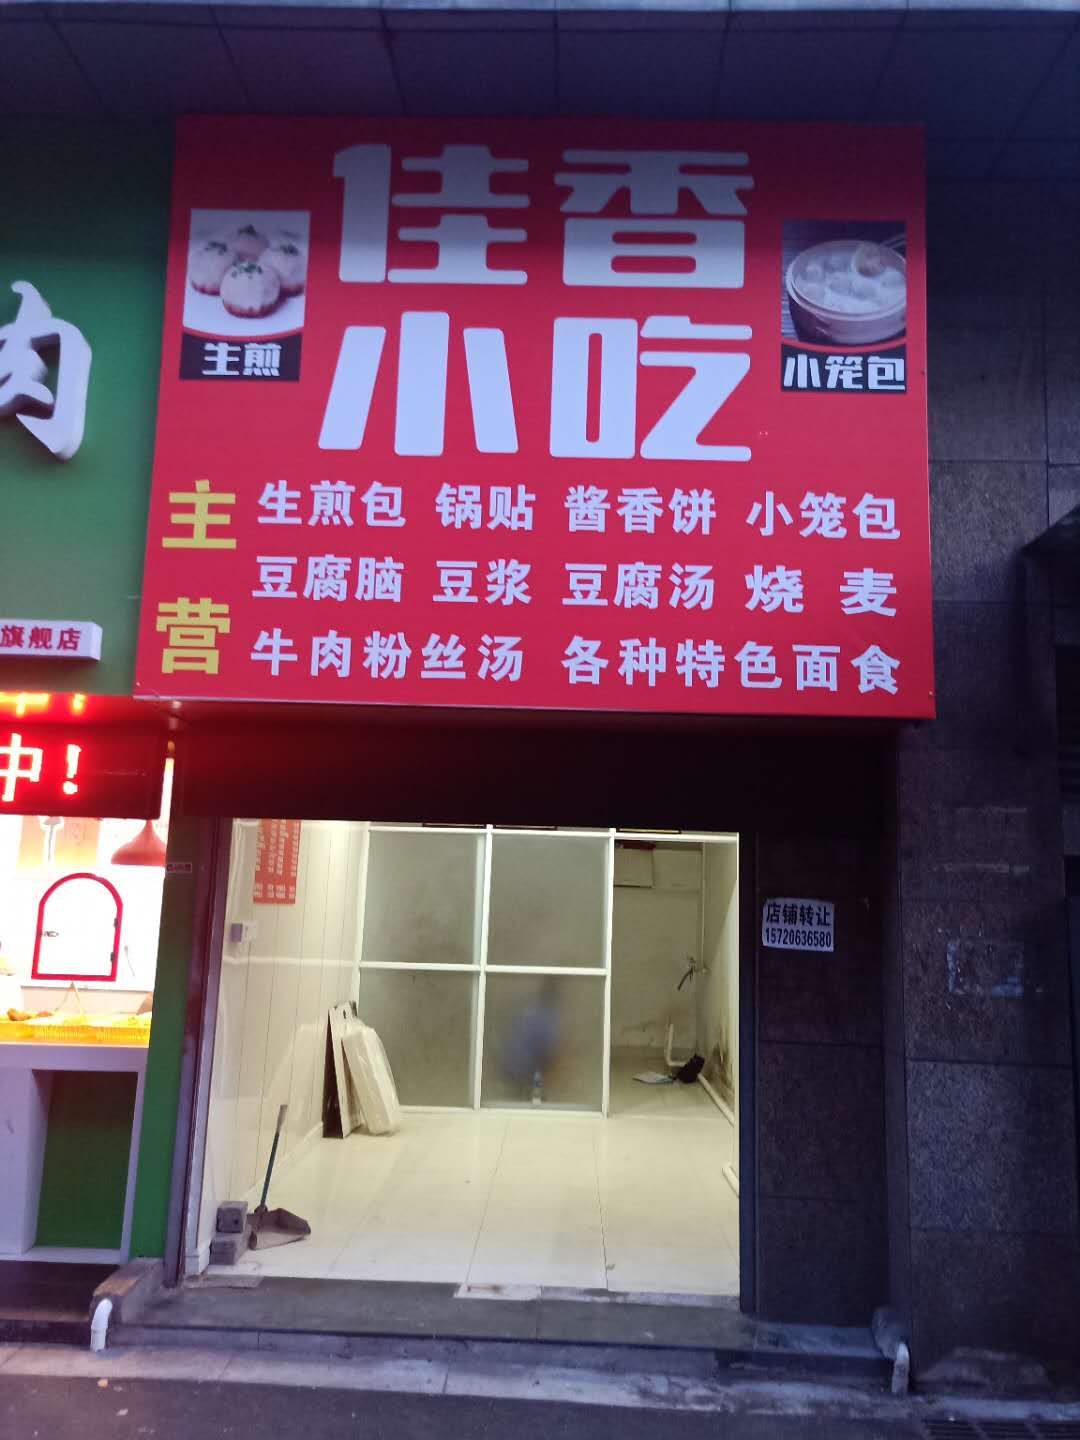 佳香
小吃
生煎
小笼包
主营
生煎包 锅贴 酱香饼 小笼包
豆腐脑 豆浆 豆腐汤 烧麦
牛肉粉丝汤 各种特色面食
肉
旗舰店
中!
店铺转让
15720636580